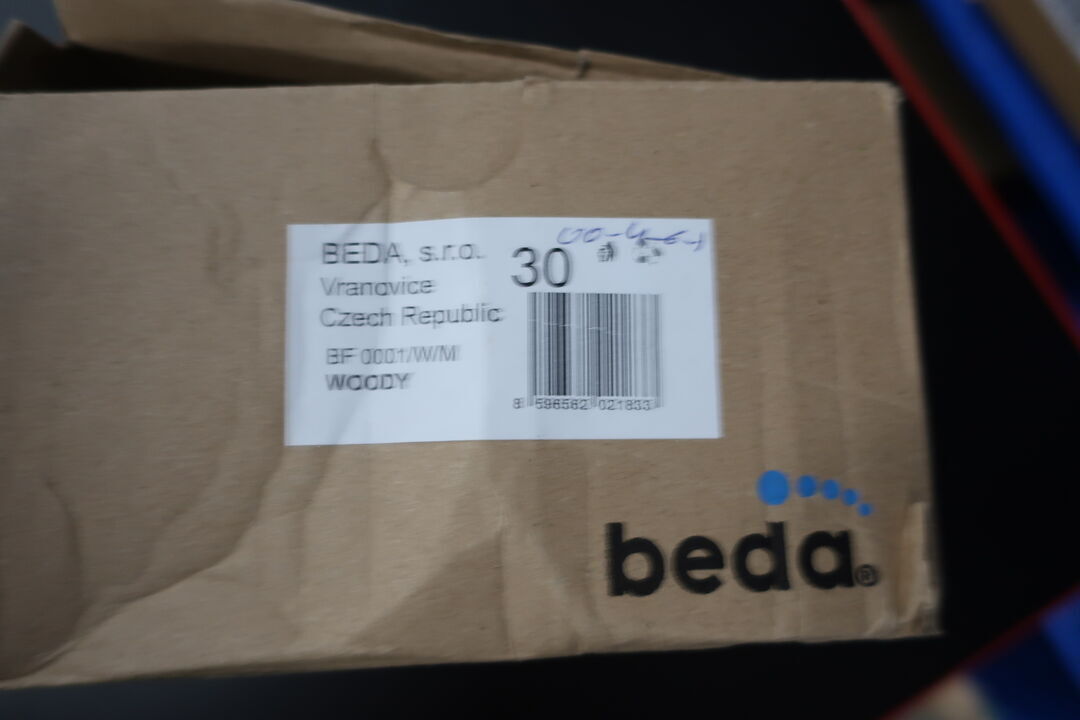 BEDA, s.r.o.
Vranovice
Czech Republic
BF 0001/W/M
WOODY
30
8 596562 021833
beda®